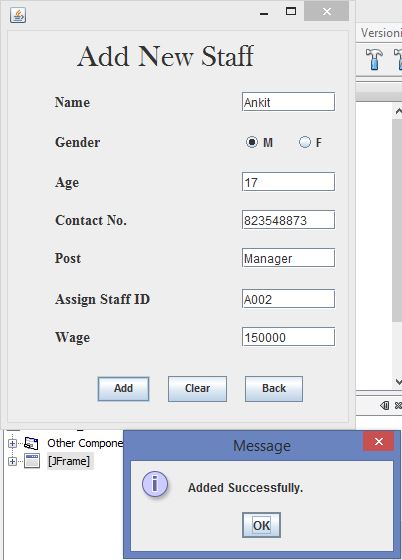 Versioni
Add New Staff
Name Ankit
Gender M F
Age 17
Contact No. 823548873
Post Manager
Assign Staff ID A002
Wage 150000
Add Clear Back
Other Compone
[JFrame]
Message
Added Successfully.
OK